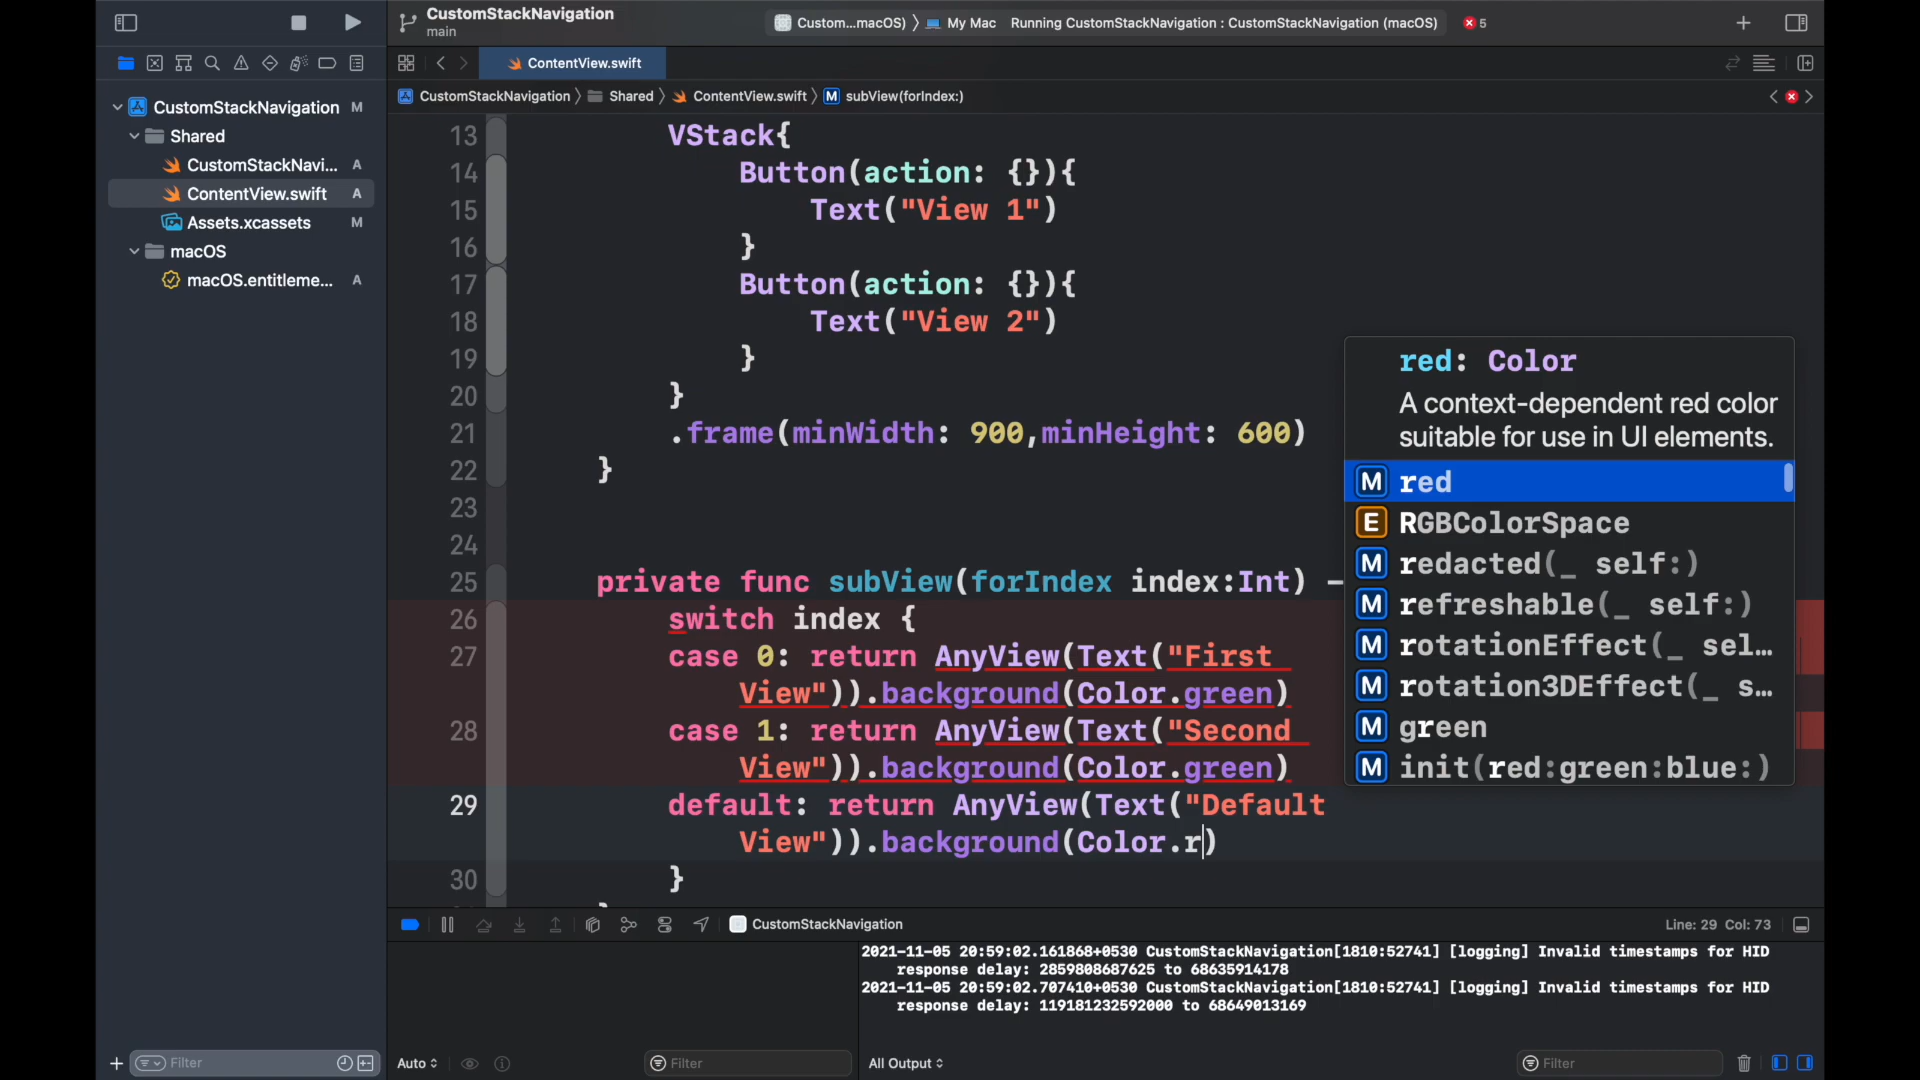 CustomStackNavigation
main
Custom...macOS) 〉 My Mac Running CustomStackNavigation : CustomStackNavigation (macOS) 5
ContentView.swift
CustomStackNavigation 〉 Shared 〉 ContentView.swift 〉 M subView(forIndex:)
CustomStackNavigation M
Shared
CustomStackNavi... A
ContentView.swift A
Assets.xcassets M
macOS
macOS.entitleme... A
13 VStack{
14 Button(action: {}){
15 Text("View 1")
16 }
17 Button(action: {}){
18 Text("View 2")
19 }
20 }
21 .frame(minWidth: 900,minHeight: 600)
22 }
23
24
25 private func subView(forIndex index:Int) -
26 switch index {
27 case 0: return AnyView(Text("First
View")).background(Color.green)
28 case 1: return AnyView(Text("Second
View")).background(Color.green)
29 default: return AnyView(Text("Default
View")).background(Color.r)
30 }
red: Color
A context-dependent red color
suitable for use in UI elements.
M red
E RGBColorSpace
M redacted(_ self:)
M refreshable(_ self:)
M rotationEffect(_ sel...
M rotation3DEffect(_ s...
M green
M init(red:green:blue:)
CustomStackNavigation
Line: 29 Col: 73
2021-11-05 20:59:02.161868+0530 CustomStackNavigation[1810:52741] [logging] Invalid timestamps for HID
response delay: 2859808687625 to 68635914178
2021-11-05 20:59:02.707410+0530 CustomStackNavigation[1810:52741] [logging] Invalid timestamps for HID
response delay: 119181232592000 to 68649013169
Filter
Auto
Filter
All Output
Filter